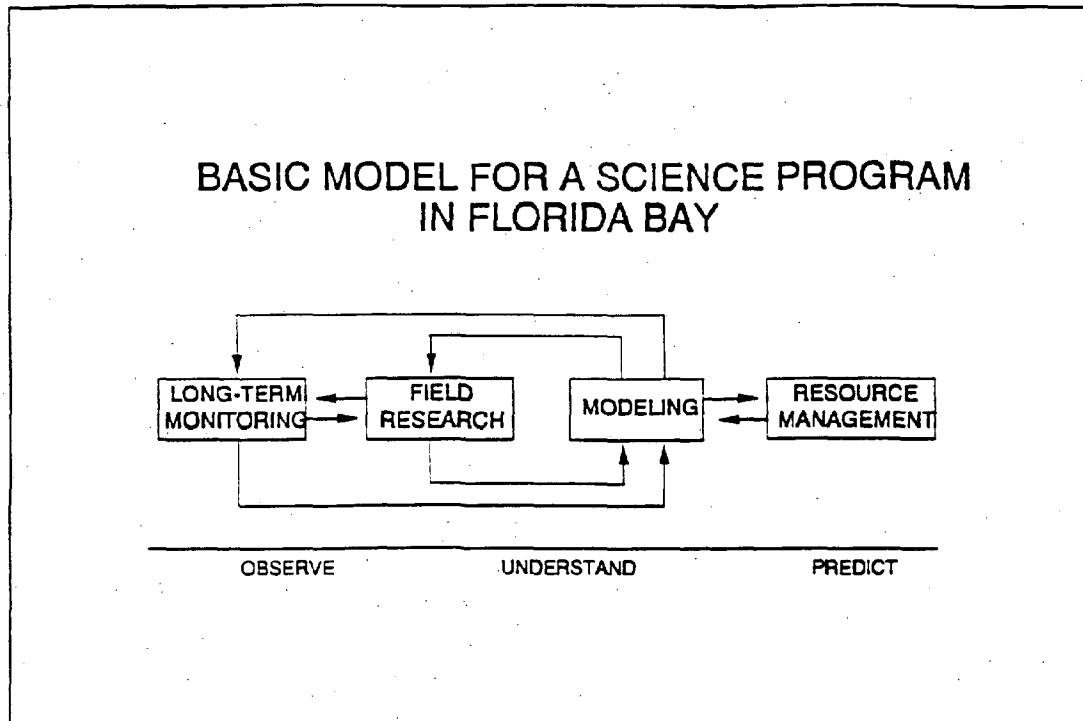 BASIC MODEL FOR A SCIENCE PROGRAM
IN FLORIDA BAY
LONG-TERM
MONITORING
FIELD
RESEARCH
MODELING
RESOURCE
MANAGEMENT
OBSERVE
UNDERSTAND
PREDICT